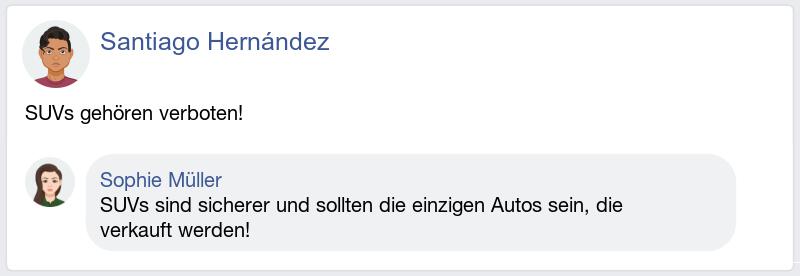 Santiago Hernández
SUVs gehören verboten!
Sophie Müller
SUVs sind sicherer und sollten die einzigen Autos sein, die
verkauft werden!